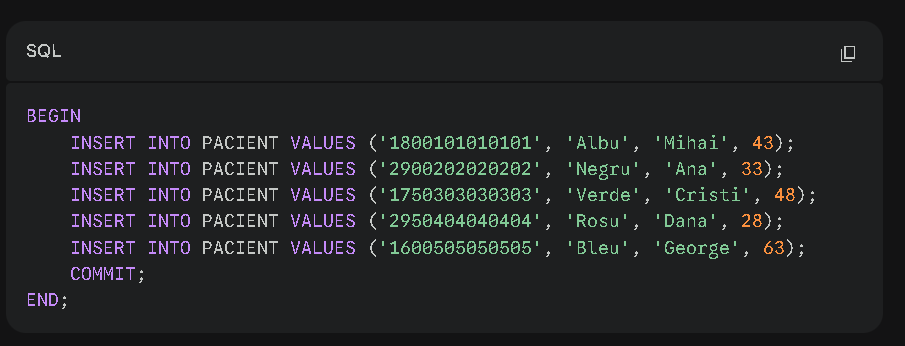 SQL
BEGIN
INSERT INTO PACIENT VALUES ('1800101010101', 'Albu', 'Mihai', 43);
INSERT INTO PACIENT VALUES ('2900202020202', 'Negru', 'Ana', 33);
INSERT INTO PACIENT VALUES ('1750303030303', 'Verde', 'Cristi', 48);
INSERT INTO PACIENT VALUES ('2950404040404', 'Rosu', 'Dana', 28);
INSERT INTO PACIENT VALUES ('1600505050505', 'Bleu', 'George', 63);
COMMIT;
END;